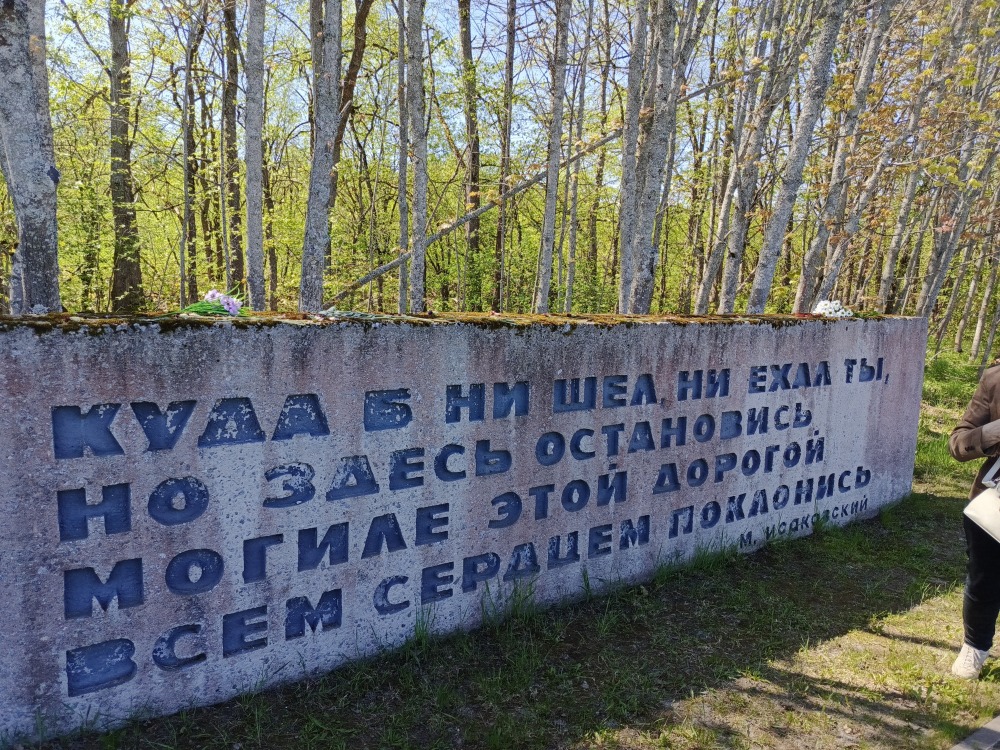 КУДА Б НИ ШЕЛ, НИ ЕХАЛ ТЫ,
НО ЗДЕСЬ ОСТАНОВИСЬ,
МОГИЛЕ ЭТОЙ ДОРОГОЙ
ВСЕМ СЕРДЦЕМ ПОКЛОНИСЬ
М. ИСАКОВСКИЙ